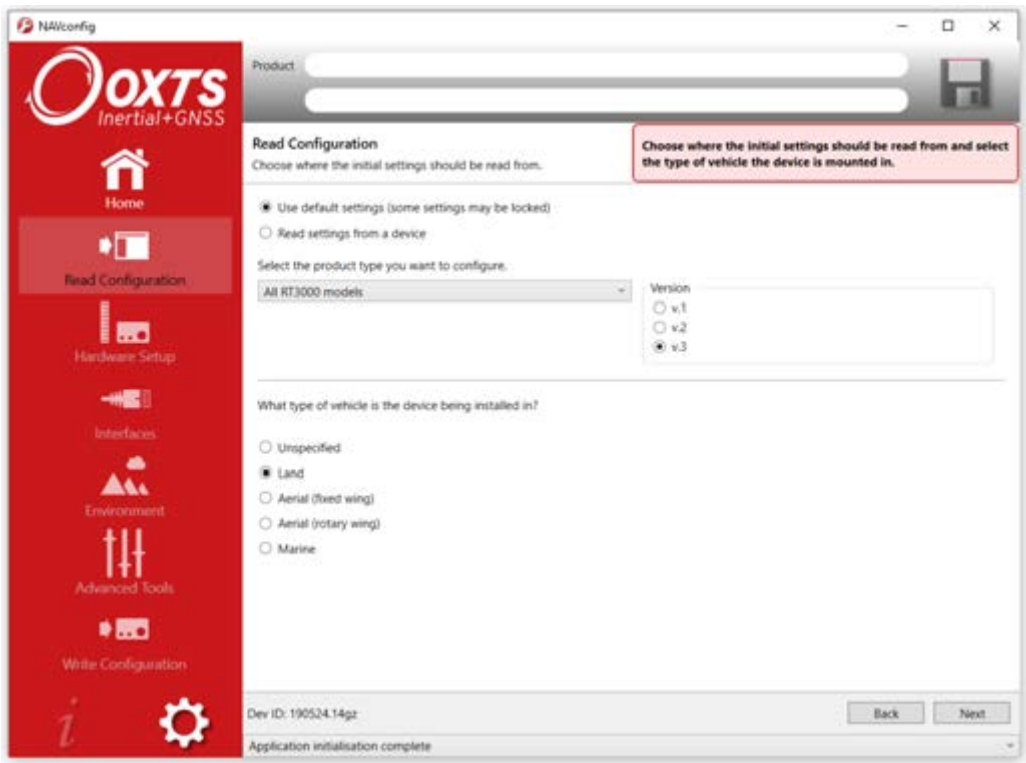 NAVconfig
OXTS
Inertial+GNSS
Home
Read Configuration
Hardware Setup
Interfaces
Environment
Advanced Tools
Write Configuration
i
Product
Read Configuration
Choose where the initial settings should be read from.
Choose where the initial settings should be read from and select
the type of vehicle the device is mounted in.
Use default settings (some settings may be locked)
Read settings from a device
Select the product type you want to configure.
All RT3000 models
Version
v.1
v.2
v.3
What type of vehicle is the device being installed in?
Unspecified
Land
Aerial (fixed wing)
Aerial (rotary wing)
Marine
Dev ID: 190524.14gz
Back
Next
Application initialisation complete